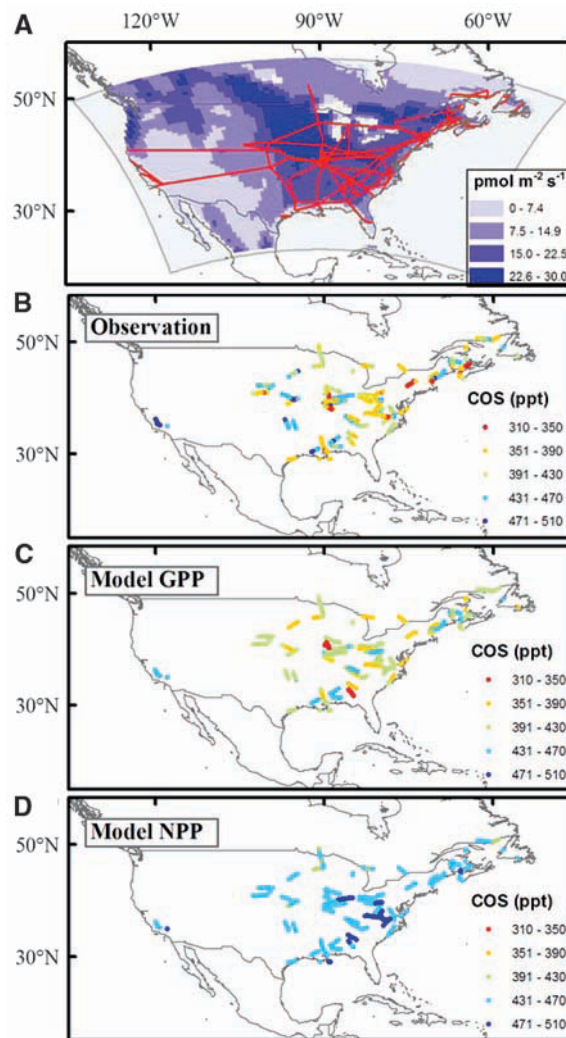 A
120°W 90°W 60°W
50°N
30°N
pmol m⁻² s⁻¹
0 - 7.4
7.5 - 14.9
15.0 - 22.5
22.6 - 30.0
B
Observation
50°N
30°N
COS (ppt)
310 - 350
351 - 390
391 - 430
431 - 470
471 - 510
C
Model GPP
50°N
30°N
COS (ppt)
310 - 350
351 - 390
391 - 430
431 - 470
471 - 510
D
Model NPP
50°N
30°N
COS (ppt)
310 - 350
351 - 390
391 - 430
431 - 470
471 - 510